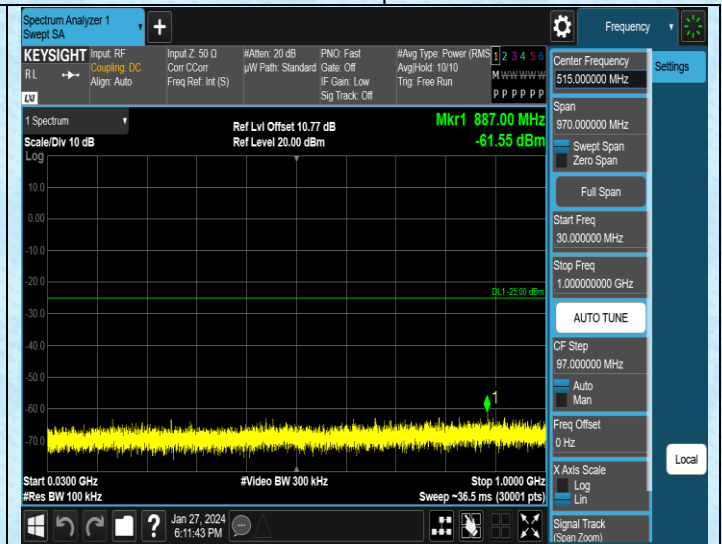 Spectrum Analyzer 1
Swept SA
Frequency
KEYSIGHT
RL
LXI
Input: RF
Coupling: DC
Align: Auto
Input Z: 50 Ω
Corr CCorr
Freq Ref: Int (S)
#Atten: 20 dB
µW Path: Standard
PNO: Fast
Gate: Off
IF Gain: Low
Sig Track: Off
#Avg Type: Power (RMS
Avg|Hold: 10/10
Trig: Free Run
1 2 3 4 5 6
M W W W W W
P P P P P P
1 Spectrum
Scale/Div 10 dB
Log
Ref Lvl Offset 10.77 dB
Ref Level 20.00 dBm
Mkr1 887.00 MHz
-61.55 dBm
10.0
0.00
-10.0
-20.0
DL1 -25.00 dBm
-30.0
-40.0
-50.0
1
-60.0
-70.0
Start 0.0300 GHz
#Res BW 100 kHz
#Video BW 300 kHz
Stop 1.0000 GHz
Sweep ~36.5 ms (30001 pts)
?
Jan 27, 2024
6:11:43 PM
Center Frequency
515.000000 MHz
Span
970.000000 MHz
Swept Span
Zero Span
Full Span
Start Freq
30.000000 MHz
Stop Freq
1.000000000 GHz
AUTO TUNE
CF Step
97.000000 MHz
Auto
Man
Freq Offset
0 Hz
X Axis Scale
Log
Lin
Signal Track
(Span Zoom)
Settings
Local